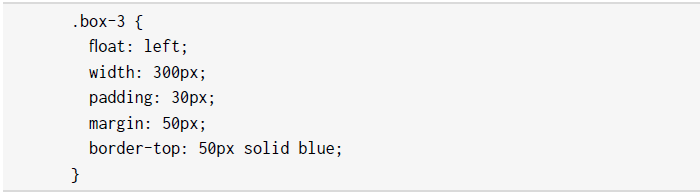 .box-3 {
  float: left;
  width: 300px;
  padding: 30px;
  margin: 50px;
  border-top: 50px solid blue;
}